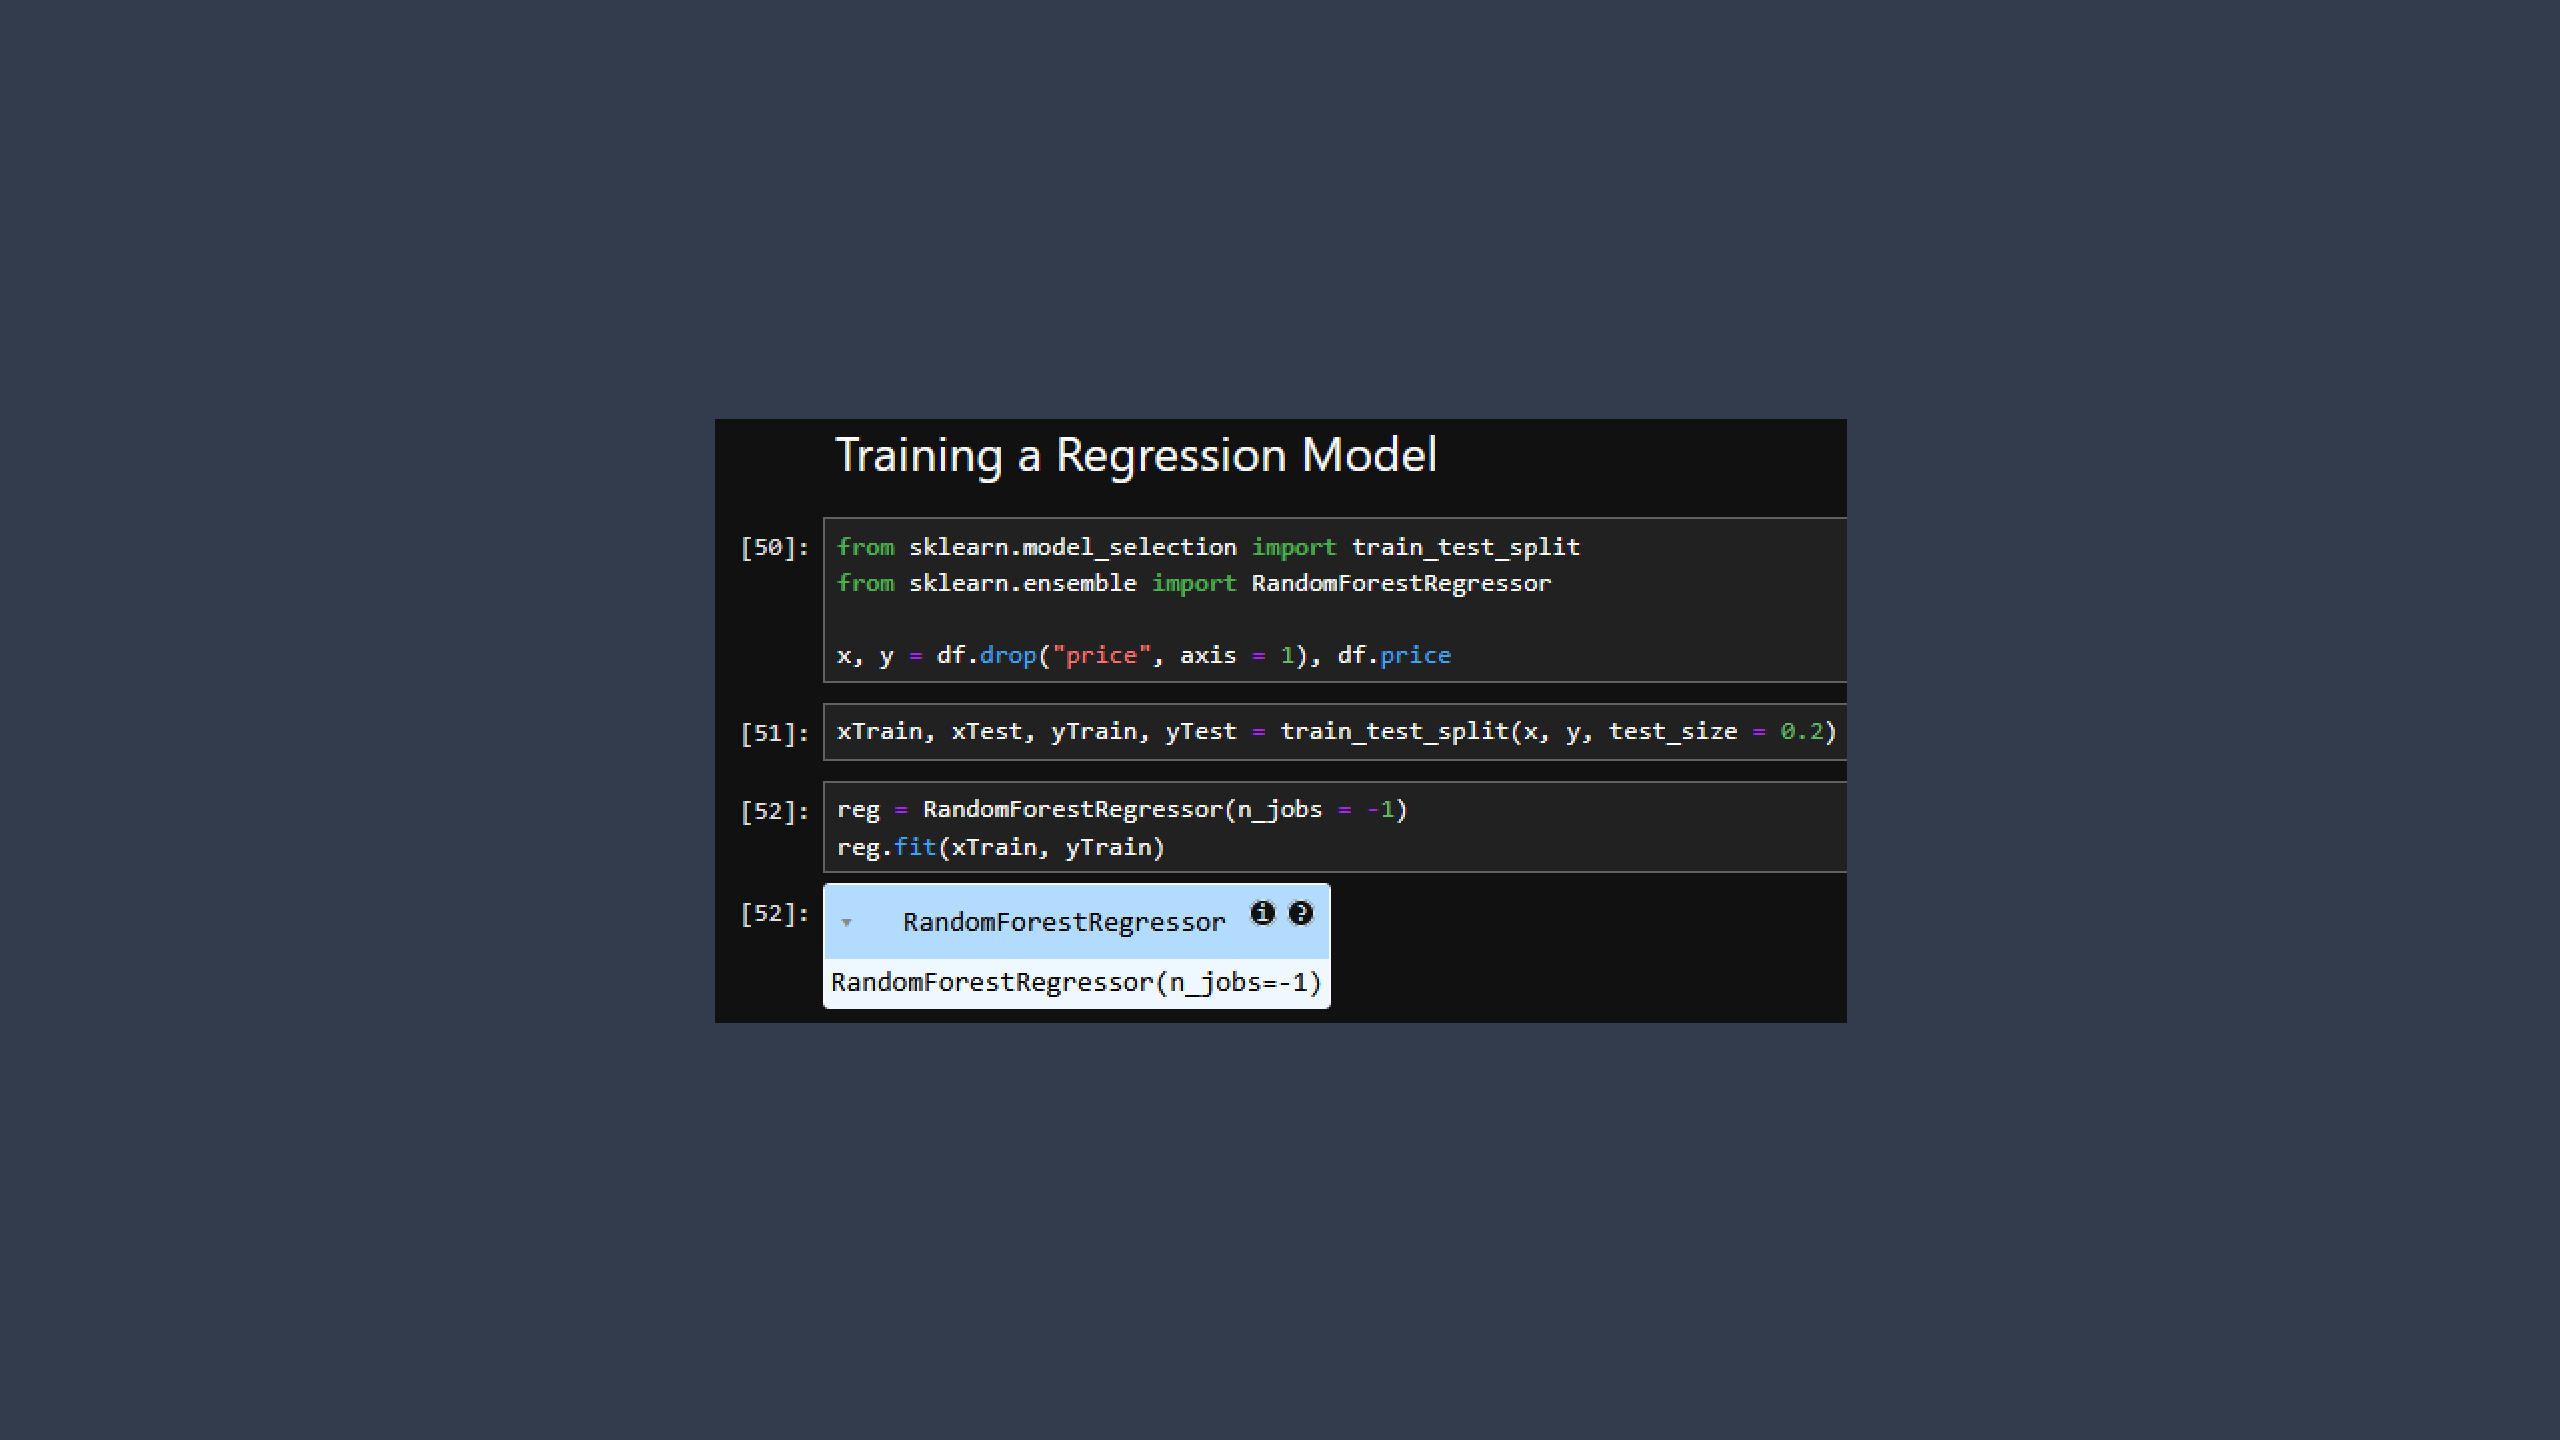 Training a Regression Model
[50]: from sklearn.model_selection import train_test_split
from sklearn.ensemble import RandomForestRegressor
x, y = df.drop("price", axis = 1), df.price
[51]: xTrain, xTest, yTrain, yTest = train_test_split(x, y, test_size = 0.2)
[52]: reg = RandomForestRegressor(n_jobs = -1)
reg.fit(xTrain, yTrain)
[52]: RandomForestRegressor i ?
RandomForestRegressor(n_jobs=-1)